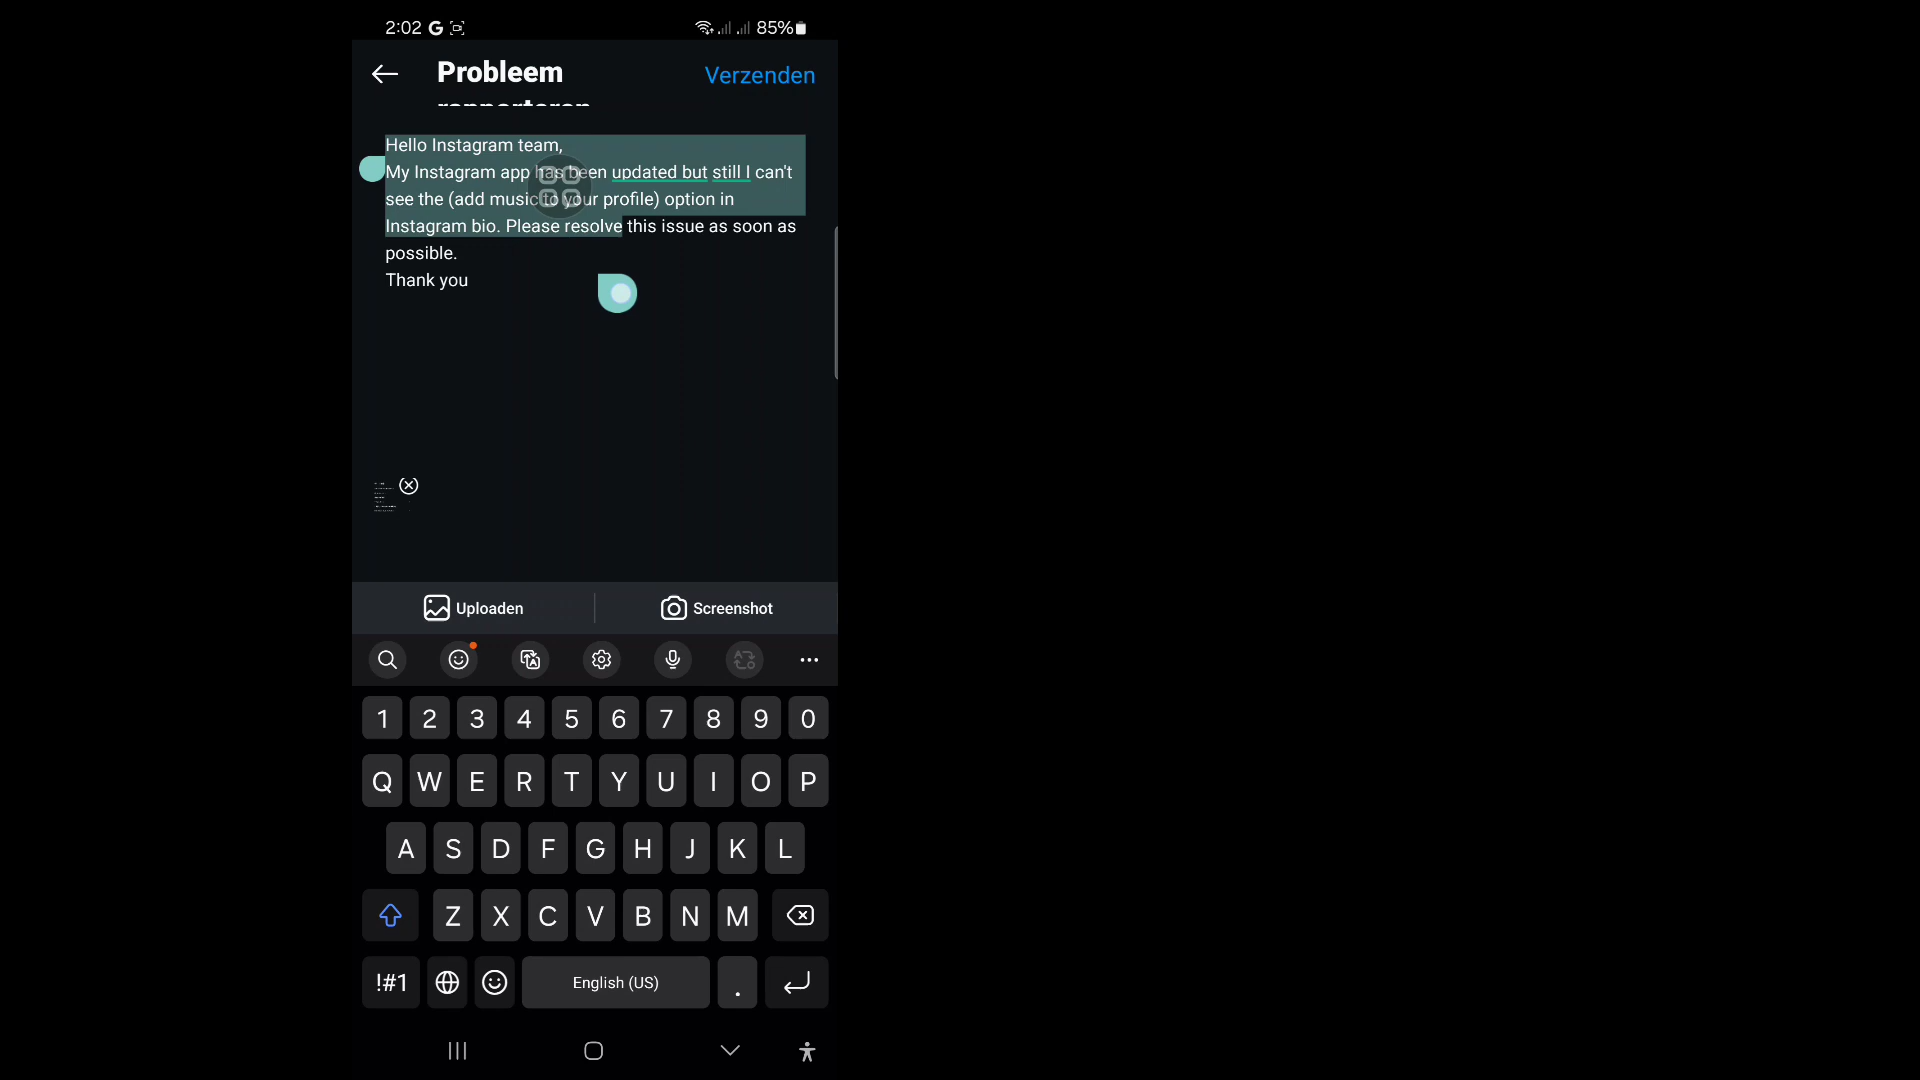 2:02 G 85%
Probleem
rapporteren
Verzenden
Hello Instagram team,
My Instagram app has been updated but still I can't
see the (add music to your profile) option in
Instagram bio. Please resolve this issue as soon as
possible.
Thank you
Uploaden
Screenshot
1 2 3 4 5 6 7 8 9 0
Q W E R T Y U I O P
A S D F G H J K L
Z X C V B N M
!#1 English (US) .